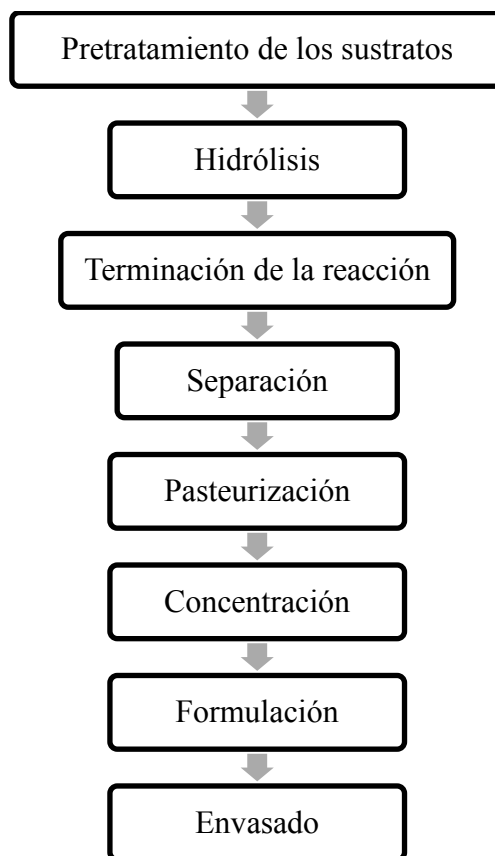 Pretratamiento de los sustratos
Hidrólisis
Terminación de la reacción
Separación
Pasteurización
Concentración
Formulación
Envasado